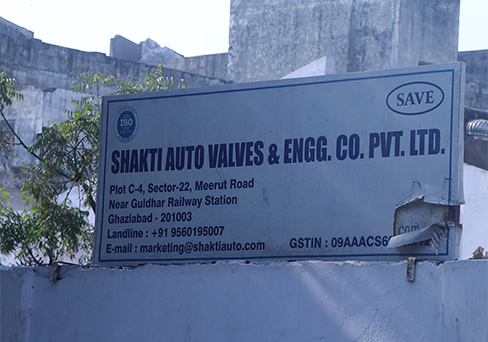 SAVE
ISO
SHAKTI AUTO VALVES & ENGG. CO. PVT. LTD.
Plot C-4, Sector-22, Meerut Road
Near Guldhar Railway Station
Ghaziabad - 201003
Landline : +91 9560195007
E-mail : marketing@shaktiauto.com
GSTIN :